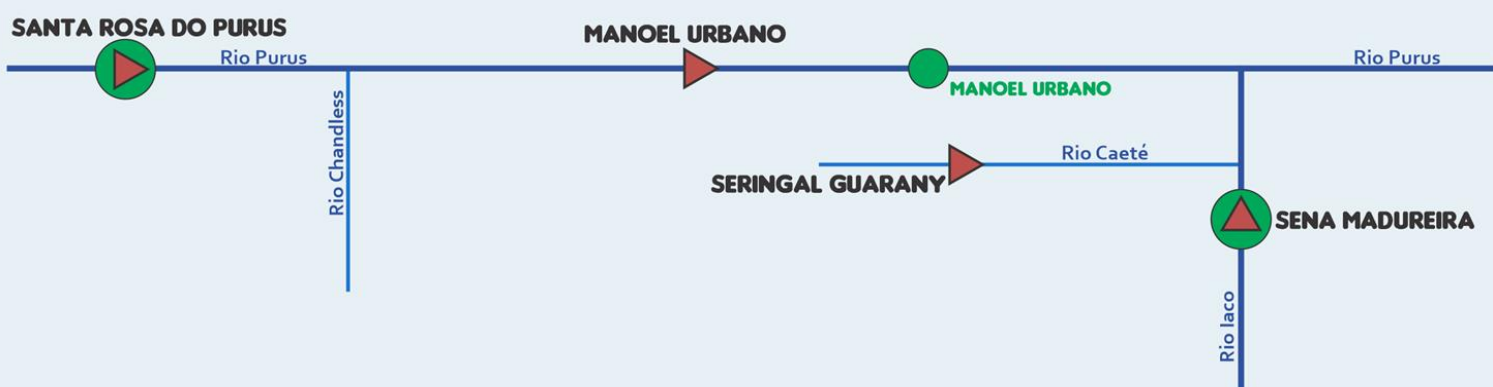 SANTA ROSA DO PURUS
Rio Purus
MANOEL URBANO
Rio Purus
MANOEL URBANO
Rio Chandless
Rio Caeté
SERINGAL GUARANY
SENA MADUREIRA
Rio Iaco